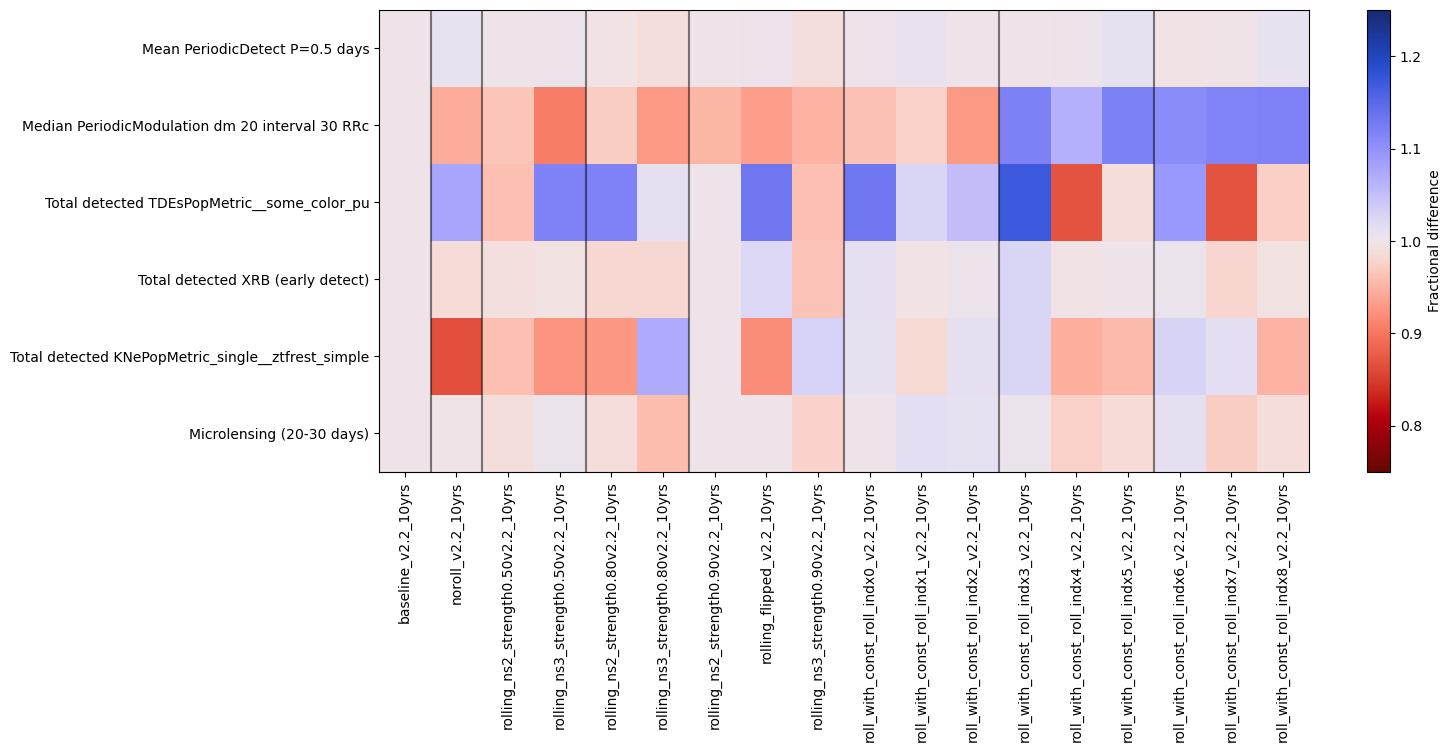 Mean PeriodicDetect P=0.5 days
Median PeriodicModulation dm 20 interval 30 RRc
Total detected TDEsPopMetric__some_color_pu
Total detected XRB (early detect)
Total detected KNePopMetric_single__ztfrest_simple
Microlensing (20-30 days)
baseline_v2.2_10yrs
noroll_v2.2_10yrs
rolling_ns2_strength0.50v2.2_10yrs
rolling_ns3_strength0.50v2.2_10yrs
rolling_ns2_strength0.80v2.2_10yrs
rolling_ns3_strength0.80v2.2_10yrs
rolling_ns2_strength0.90v2.2_10yrs
rolling_flipped_v2.2_10yrs
rolling_ns3_strength0.90v2.2_10yrs
roll_with_const_roll_indx0_v2.2_10yrs
roll_with_const_roll_indx1_v2.2_10yrs
roll_with_const_roll_indx2_v2.2_10yrs
roll_with_const_roll_indx3_v2.2_10yrs
roll_with_const_roll_indx4_v2.2_10yrs
roll_with_const_roll_indx5_v2.2_10yrs
roll_with_const_roll_indx6_v2.2_10yrs
roll_with_const_roll_indx7_v2.2_10yrs
roll_with_const_roll_indx8_v2.2_10yrs
1.2
1.1
1.0
0.9
0.8
Fractional difference